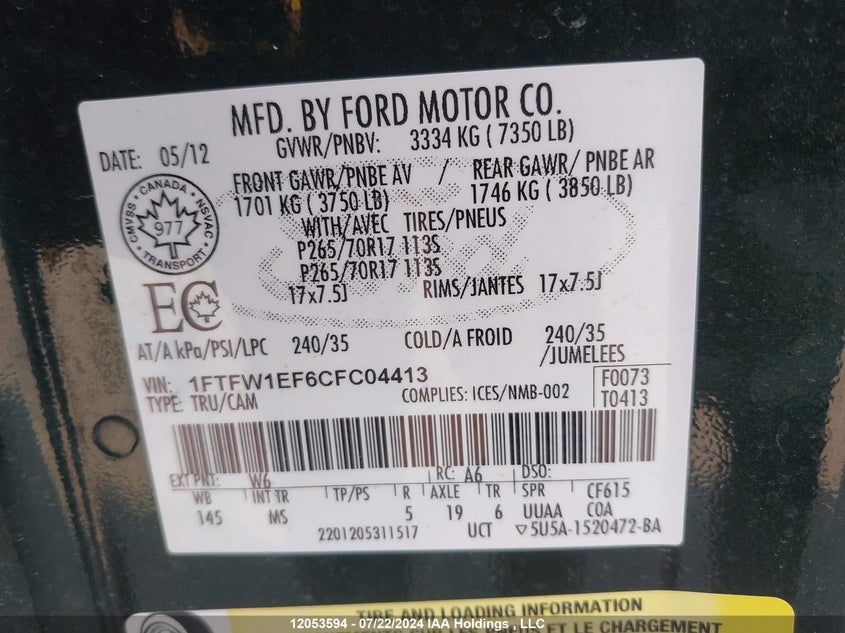 MFD. BY FORD MOTOR CO.
DATE: 05/12
GVWR/PNBV: 3334 KG ( 7350 LB)
FRONT GAWR/PNBE AV / REAR GAWR/ PNBE AR
1701 KG ( 3750 LB) 1746 KG ( 3850 LB)
WITH/AVEC TIRES/PNEUS
P265/70R17 113S
P265/70R17 113S
17x7.5J RIMS/JANTES 17x7.5J
CANADA
CMVSS NSVAC
977
TRANSPORT
EC
AT/A kPa/PSI/LPC 240/35 COLD/A FROID 240/35
/JUMELEES
VIN: 1FTFW1EF6CFC04413
TYPE: TRU/CAM COMPLIES: ICES/NMB-002
F0073
T0413
EXT PNT: W6 RC: A6 DSO:
WB INT TR TP/PS R AXLE TR SPR CF615
145 MS 5 19 6 UUAA COA
2201205311517 UCT ▽5U5A-1520472-BA
TIRE AND LOADING INFORMATION
12053594 - 07/22/2024 IAA Holdings , LLC